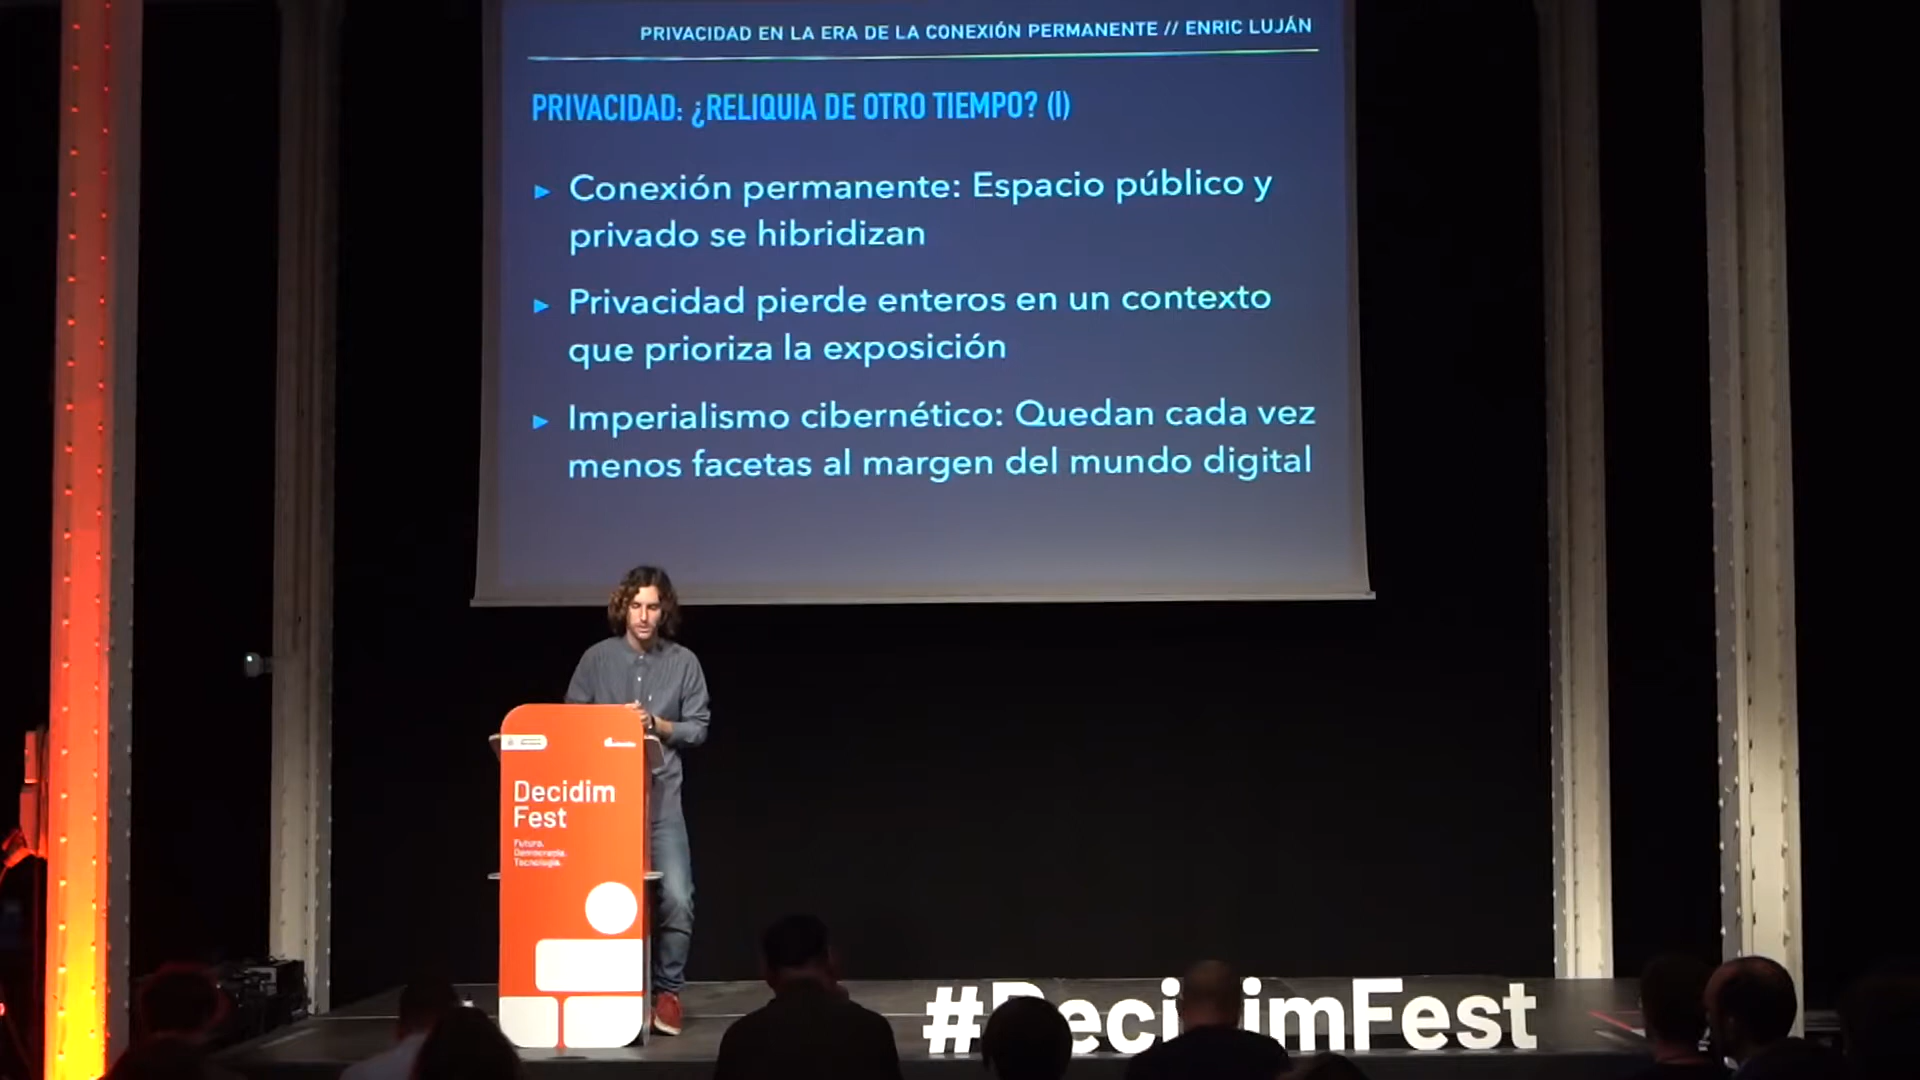 PRIVACIDAD EN LA ERA DE LA CONEXIÓN PERMANENTE // ENRIC LUJÁN
PRIVACIDAD: ¿RELIQUIA DE OTRO TIEMPO? (I)
▸ Conexión permanente: Espacio público y
privado se hibridizan
▸ Privacidad pierde enteros en un contexto
que prioriza la exposición
▸ Imperialismo cibernético: Quedan cada vez
menos facetas al margen del mundo digital
Decidim
Fest
Futuro.
Democracia.
Tecnología.
#DecidimFest